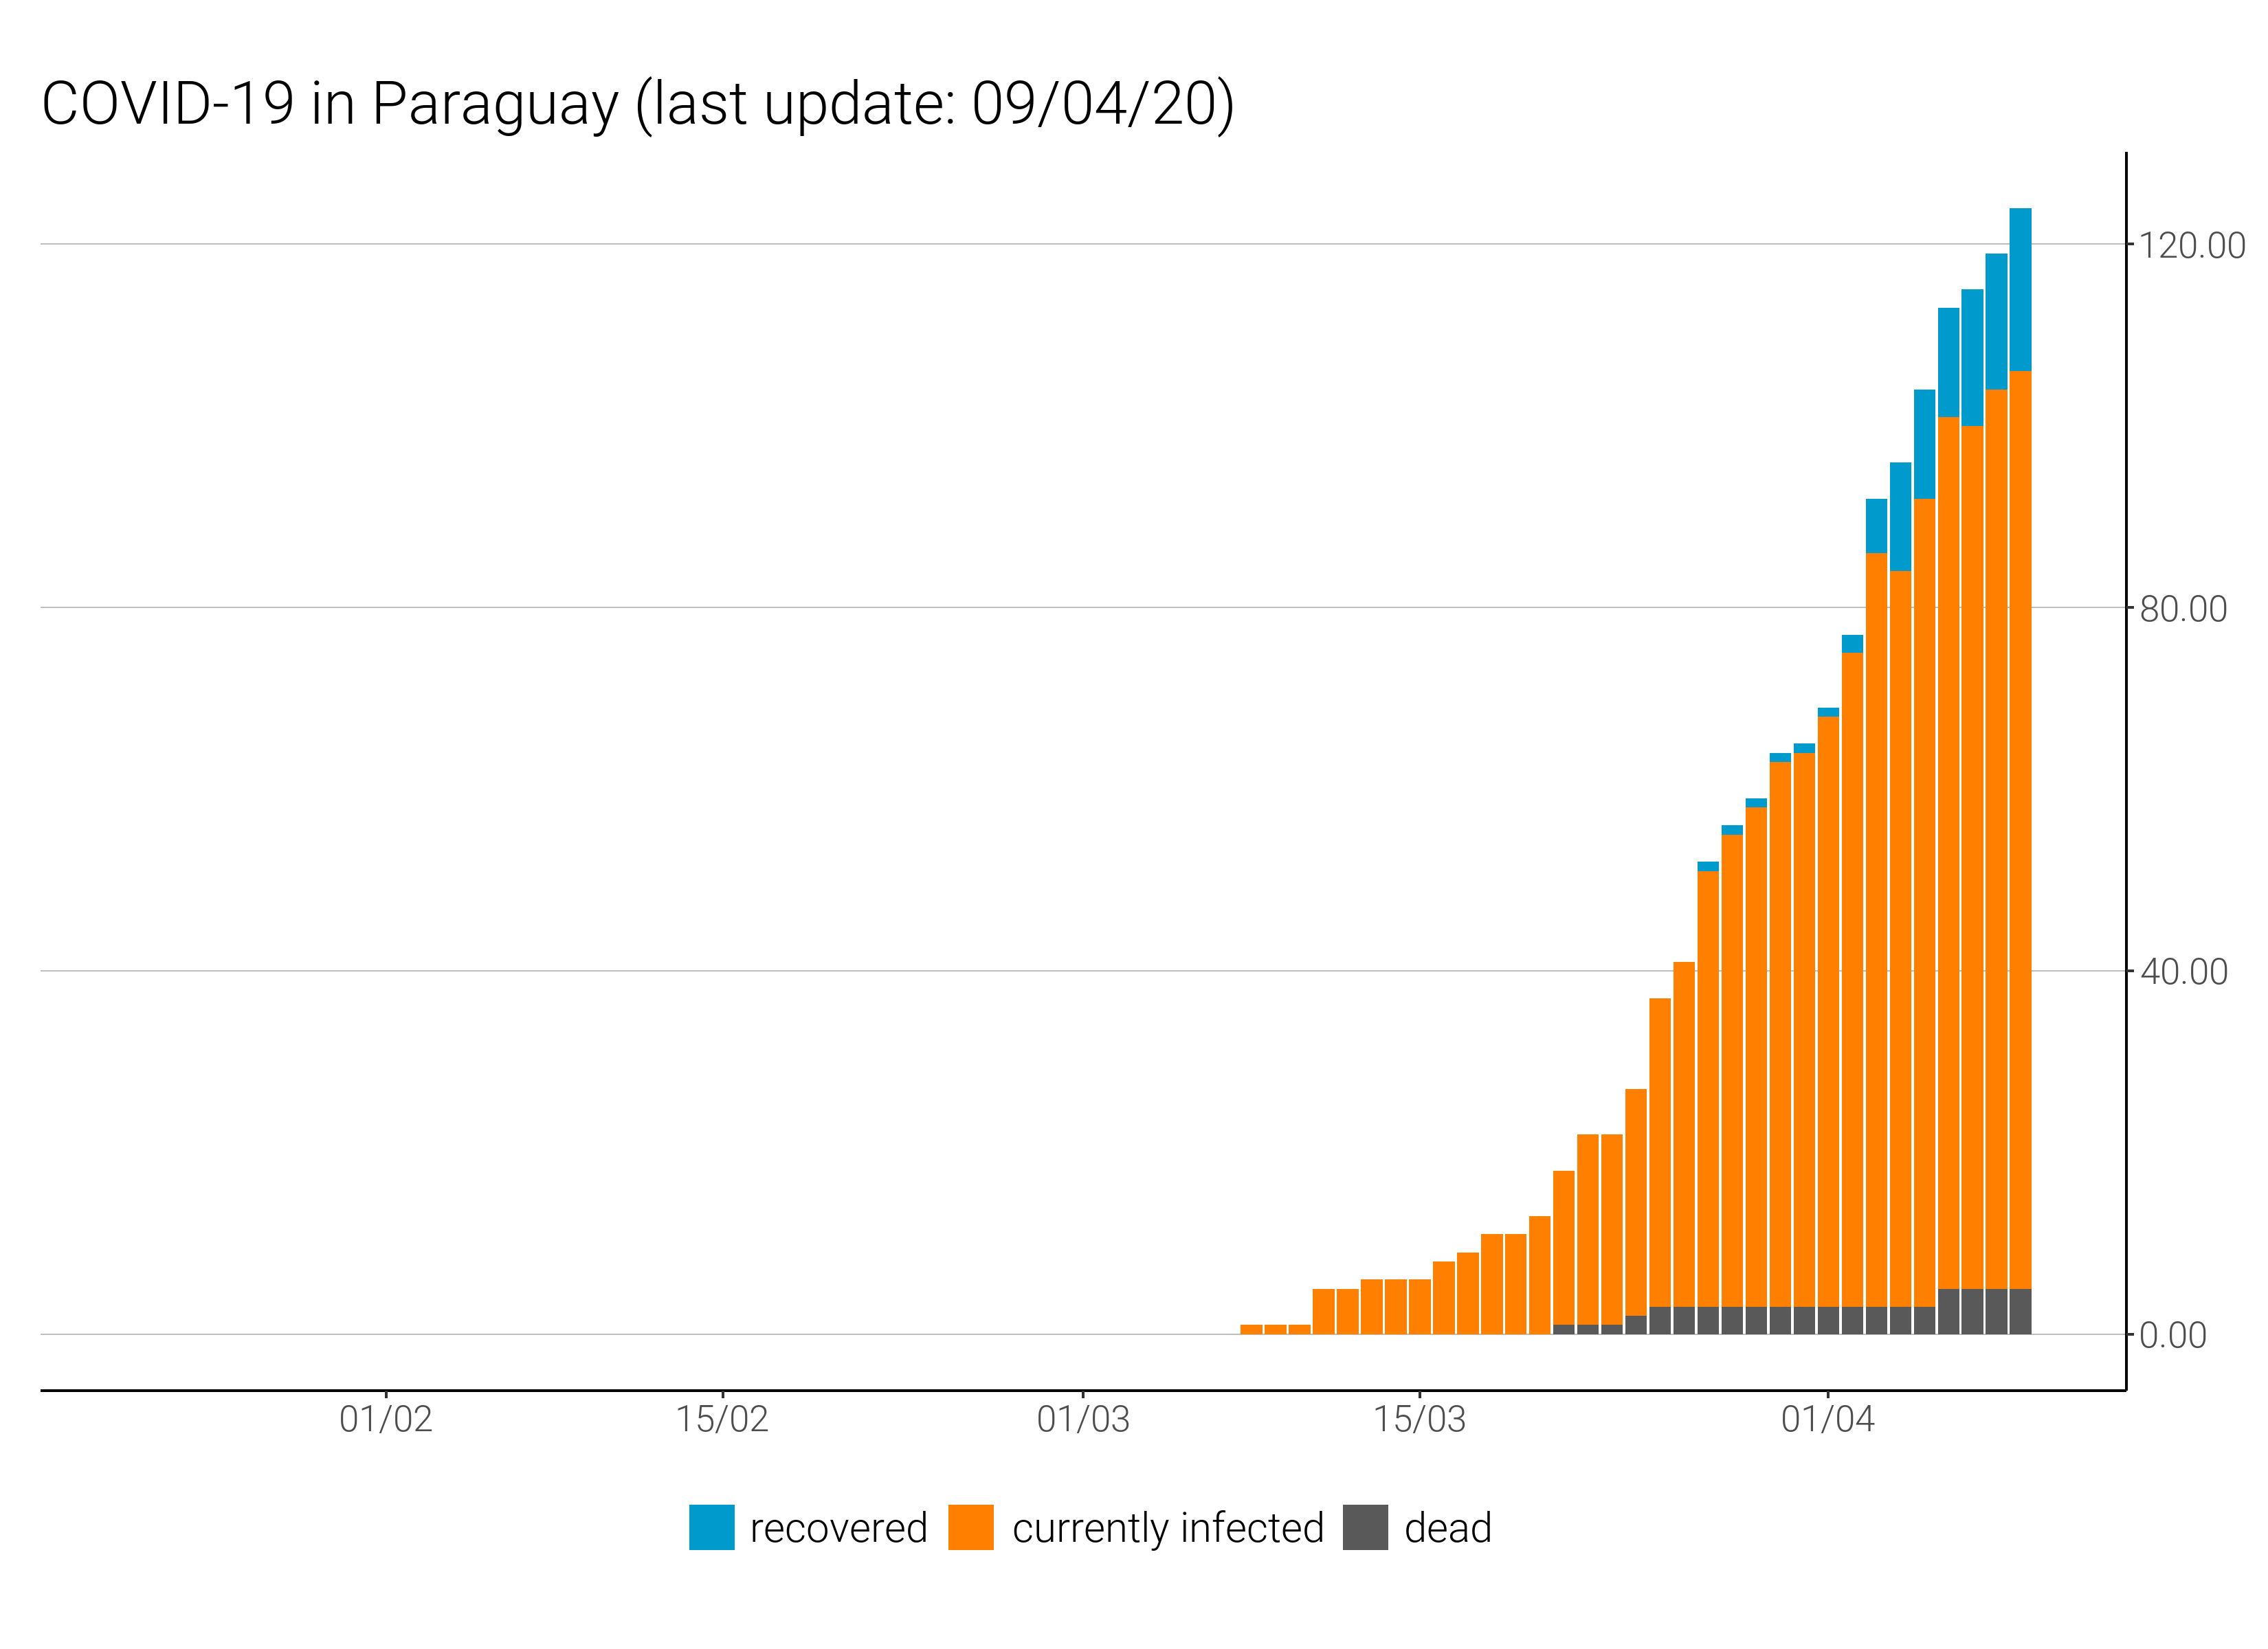 COVID-19 in Paraguay (last update: 09/04/20)
120.00
80.00
40.00
0.00
01/02 15/02 01/03 15/03 01/04
recovered currently infected dead